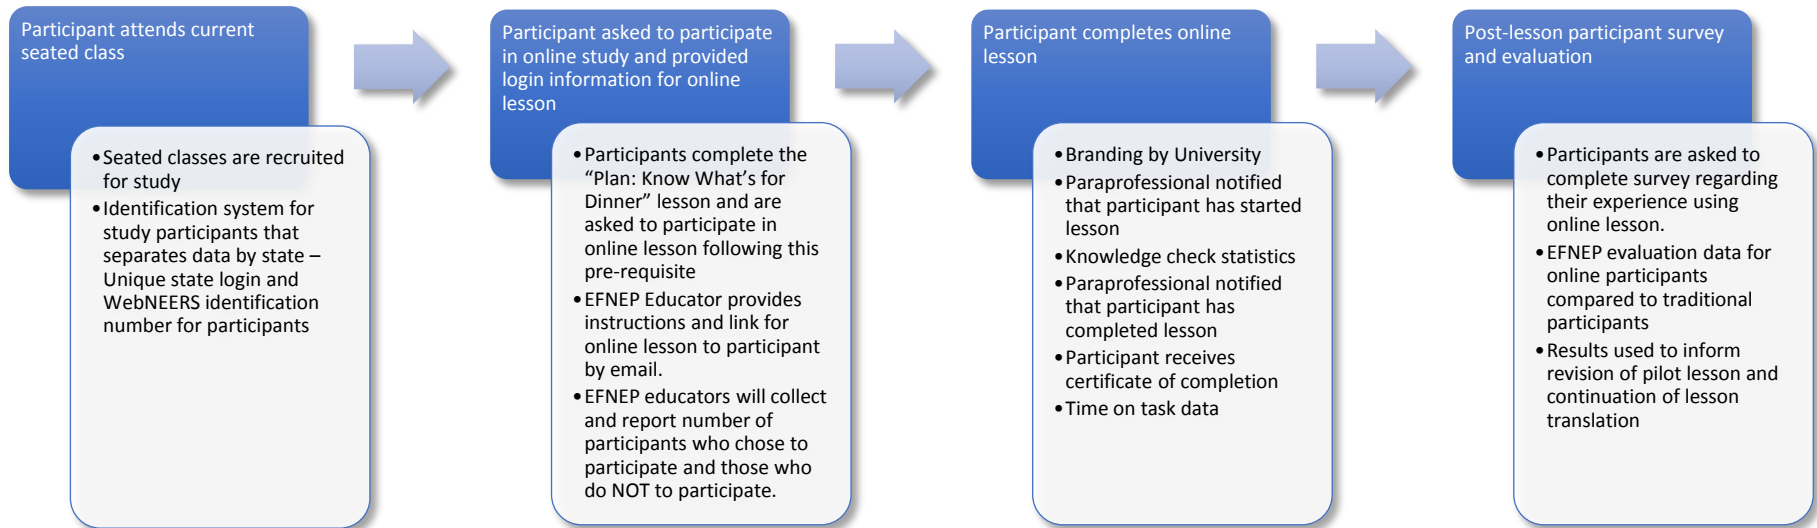 Participant attends current
seated class
•Seated classes are recruited
for study
•Identification system for
study participants that
separates data by state –
Unique state login and
WebNEERS identification
number for participants
Participant asked to participate
in online study and provided
login information for online
lesson
•Participants complete the
“Plan: Know What’s for
Dinner” lesson and are
asked to participate in
online lesson following this
pre-requisite
•EFNEP Educator provides
instructions and link for
online lesson to participant
by email.
•EFNEP educators will collect
and report number of
participants who chose to
participate and those who
do NOT to participate.
Participant completes online
lesson
•Branding by University
•Paraprofessional notified
that participant has started
lesson
•Knowledge check statistics
•Paraprofessional notified
that participant has
completed lesson
•Participant receives
certificate of completion
•Time on task data
Post-lesson participant survey
and evaluation
•Participants are asked to
complete survey regarding
their experience using
online lesson.
•EFNEP evaluation data for
online participants
compared to traditional
participants
•Results used to inform
revision of pilot lesson and
continuation of lesson
translation